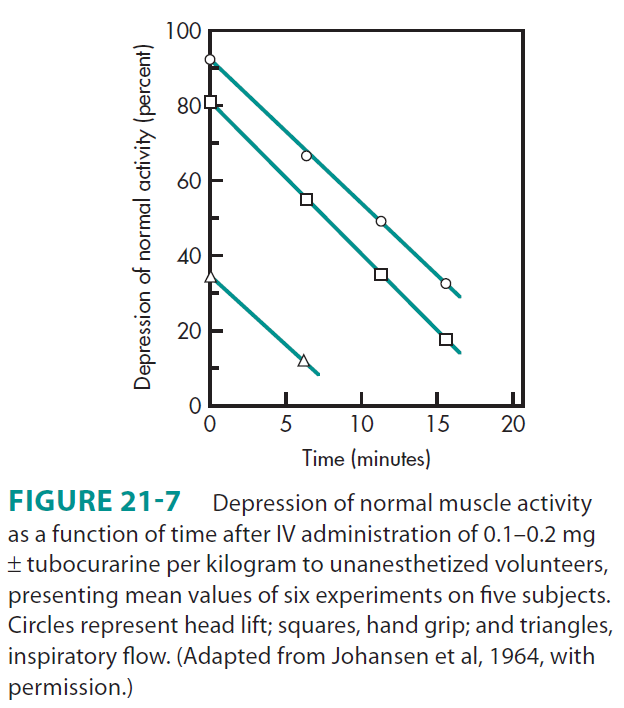 100
80
60
40
20
0
Depression of normal activity (percent)
0 5 10 15 20
Time (minutes)
FIGURE 21-7 Depression of normal muscle activity
as a function of time after IV administration of 0.1–0.2 mg
± tubocurarine per kilogram to unanesthetized volunteers,
presenting mean values of six experiments on five subjects.
Circles represent head lift; squares, hand grip; and triangles,
inspiratory flow. (Adapted from Johansen et al, 1964, with
permission.)